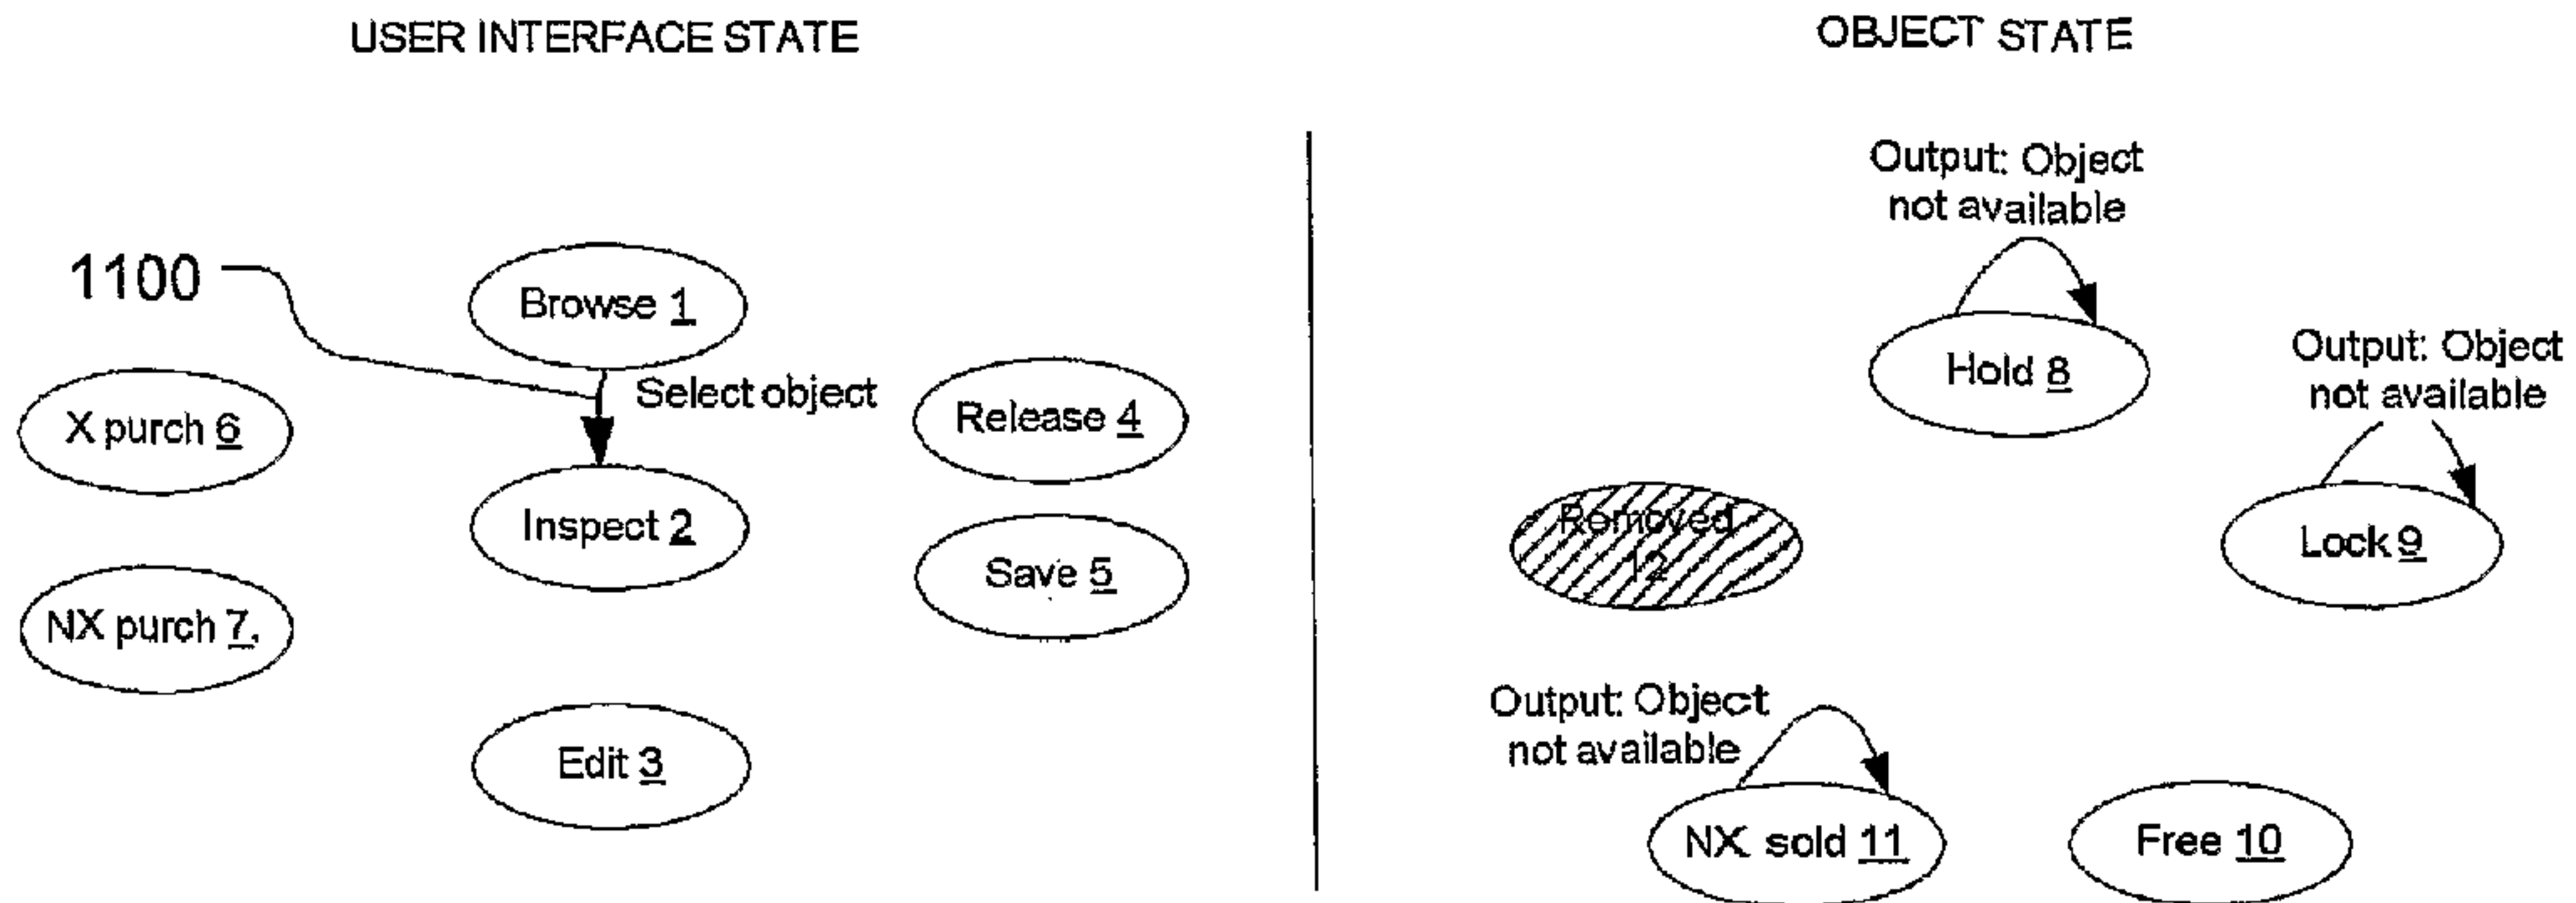 USER INTERFACE STATE
OBJECT STATE
Output: Object
not available
1100
Browse 1
Select object
X purch 6
Release 4
Hold 8
Output: Object
not available
Inspect 2
Save 5
Removed
12
Lock 9
NX purch 7.
Output: Object
not available
Edit 3
NX sold 11
Free 10